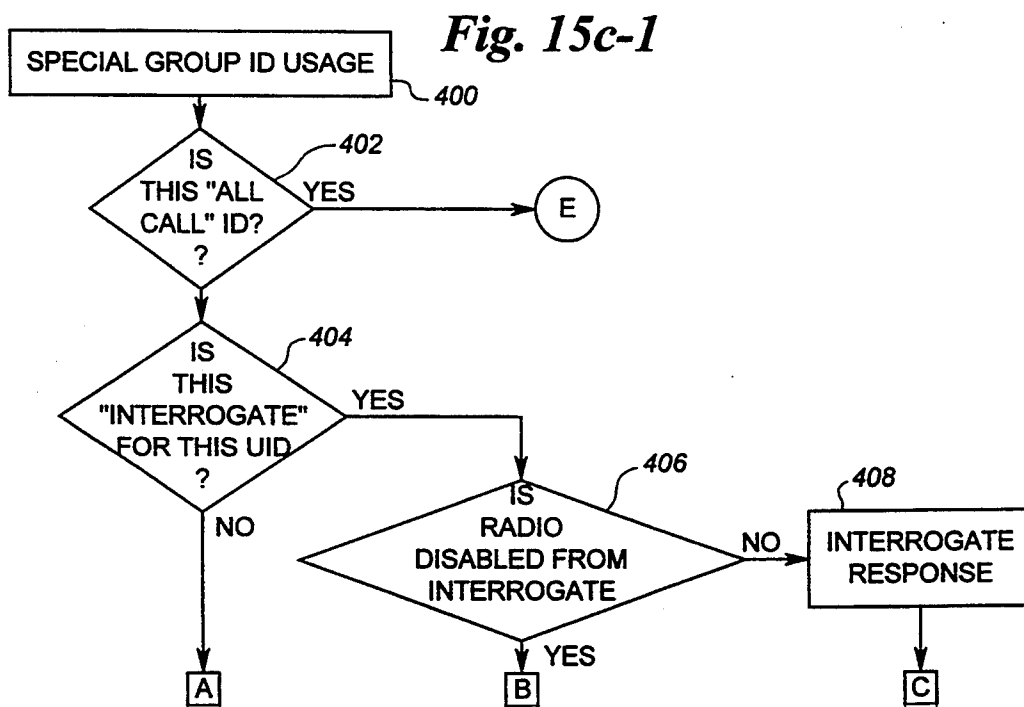 Fig. 15c-1
SPECIAL GROUP ID USAGE
400
402
IS
THIS "ALL
CALL" ID?
?
YES
E
404
IS
THIS
"INTERROGATE"
FOR THIS UID
?
YES
NO
406
IS
RADIO
DISABLED FROM
INTERROGATE
NO
YES
408
INTERROGATE
RESPONSE
A
B
C